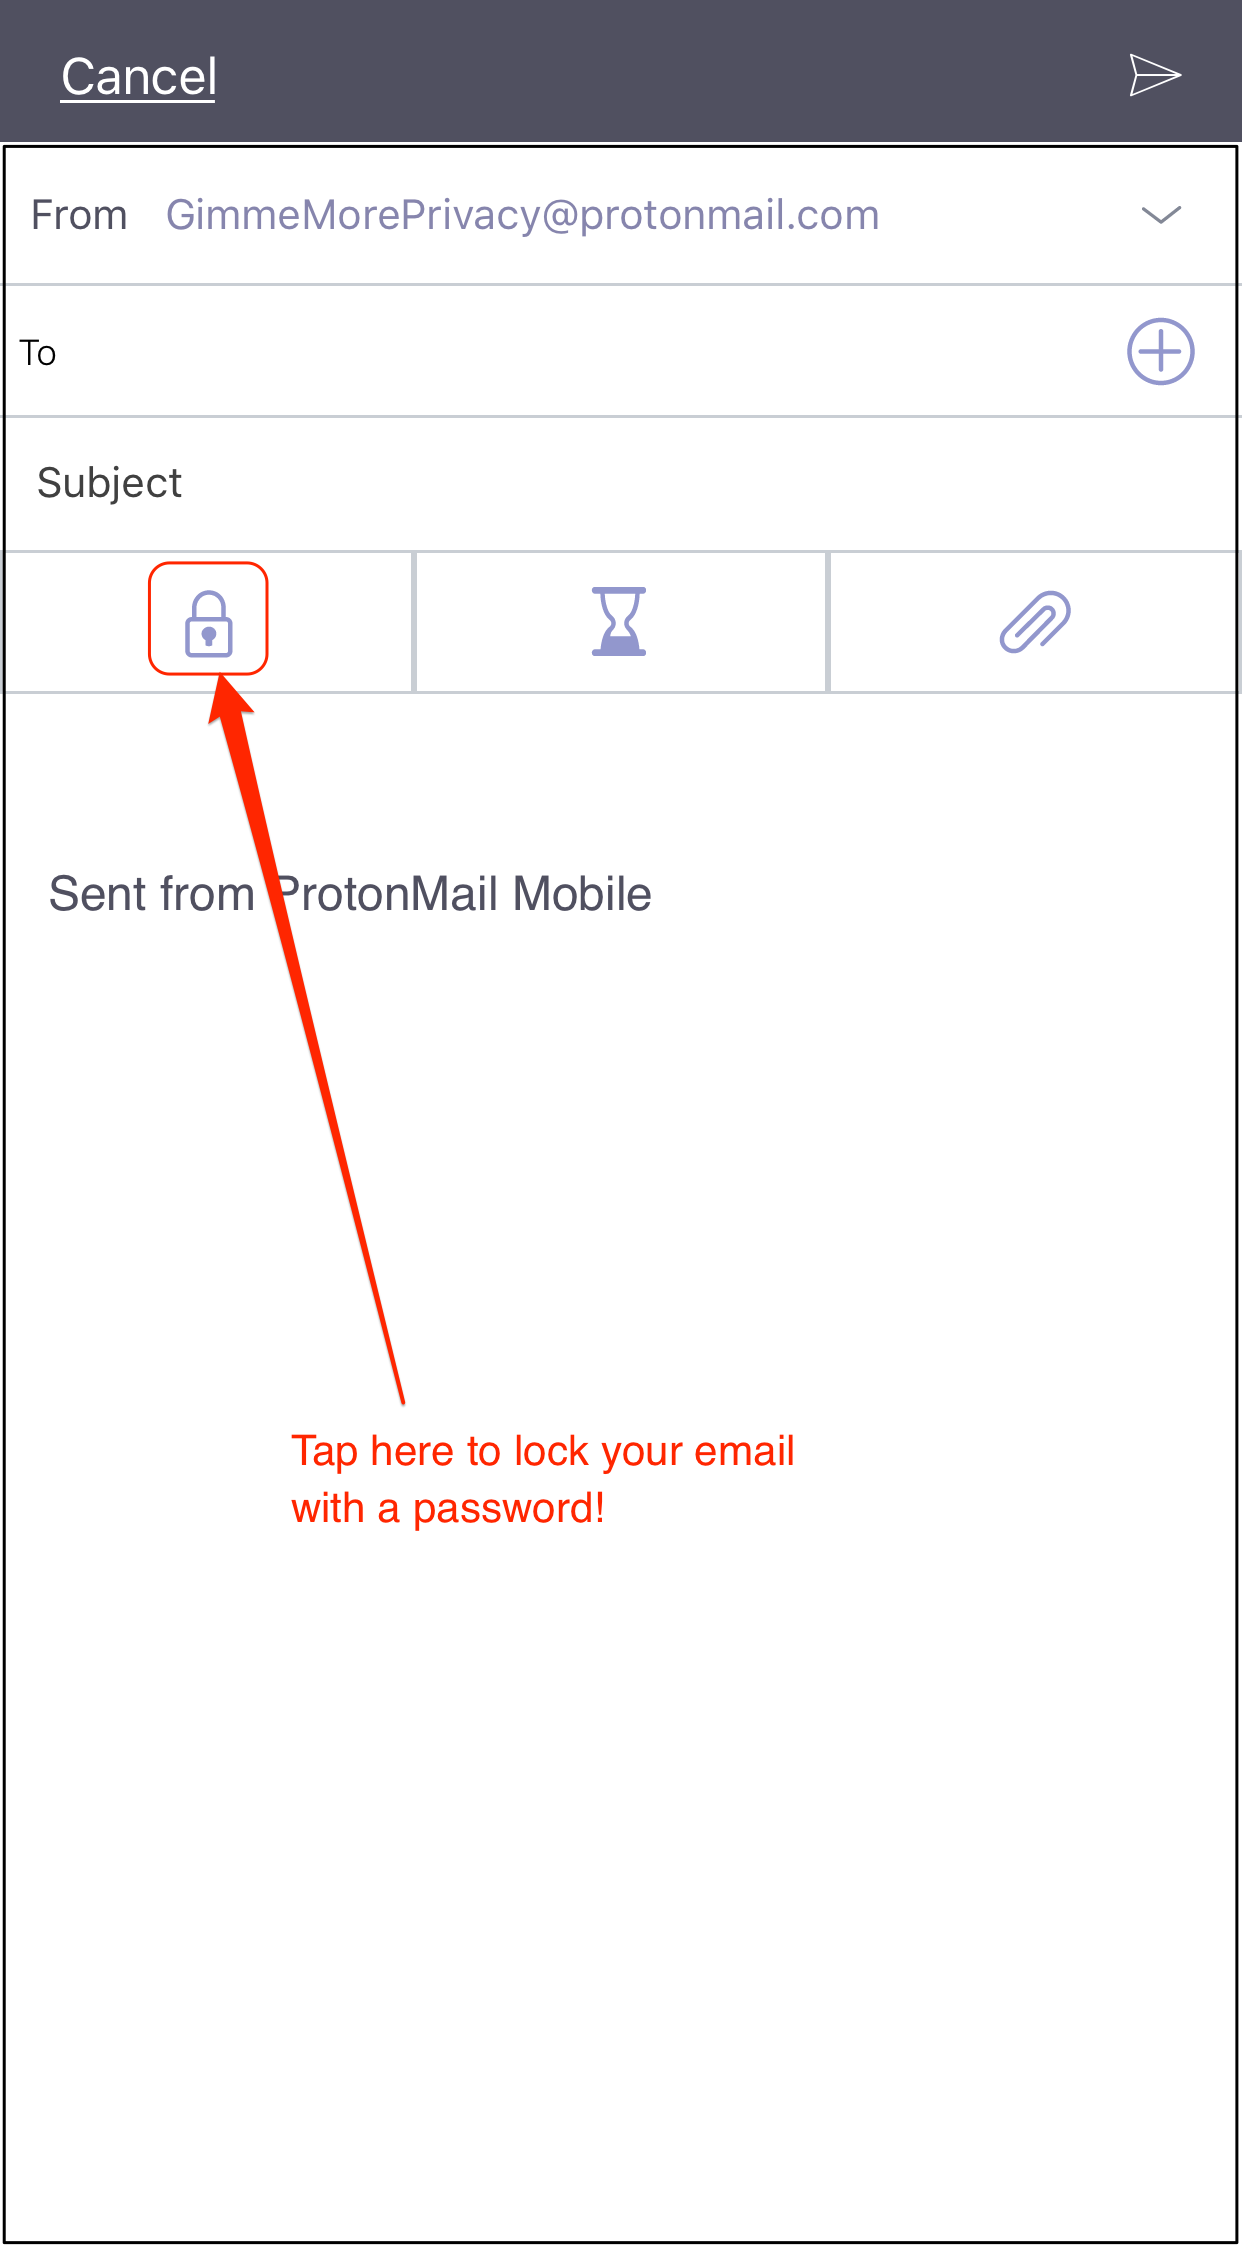 Cancel
From GimmeMorePrivacy@protonmail.com
To
Subject
Sent from ProtonMail Mobile
Tap here to lock your email
with a password!